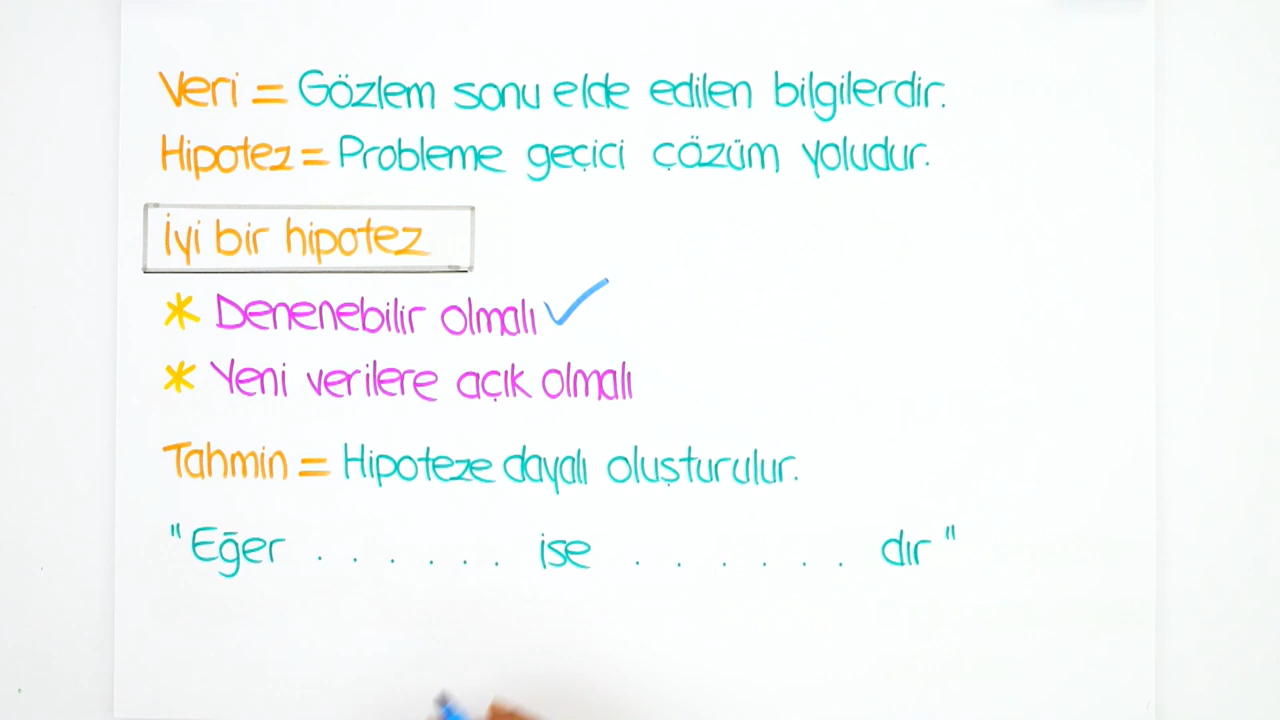 Veri = Gözlem sonu elde edilen bilgilerdir.
Hipotez = Probleme geçici çözüm yoludur.
İyi bir hipotez
* Denenebilir olmalı ✓
* Yeni verilere açık olmalı
Tahmin = Hipoteze dayalı oluşturulur.
"Eğer . . . . . . ise . . . . . . dır"